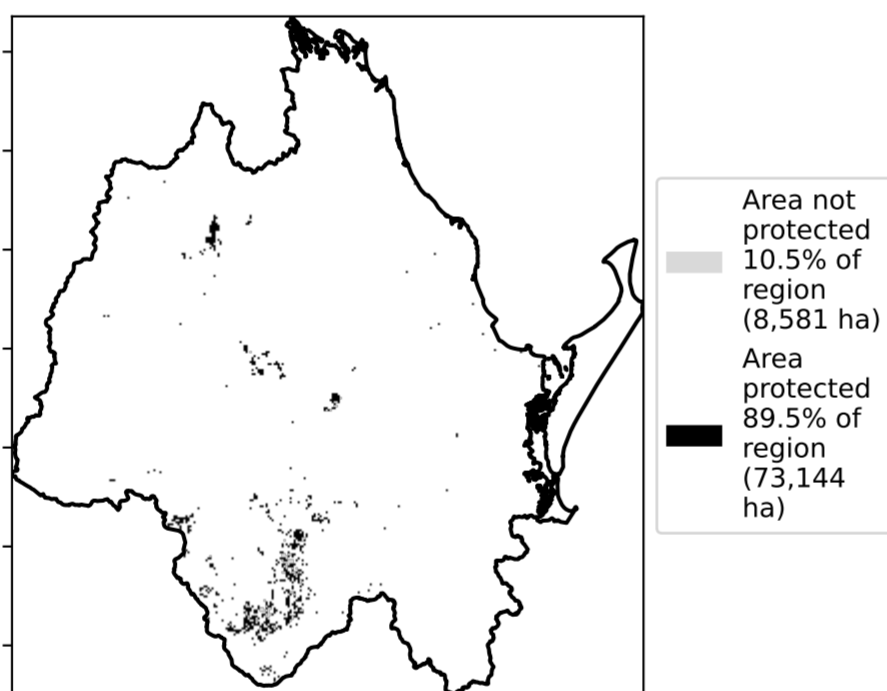 Area not
protected
10.5% of
region
(8,581 ha)
Area
protected
89.5% of
region
(73,144
ha)